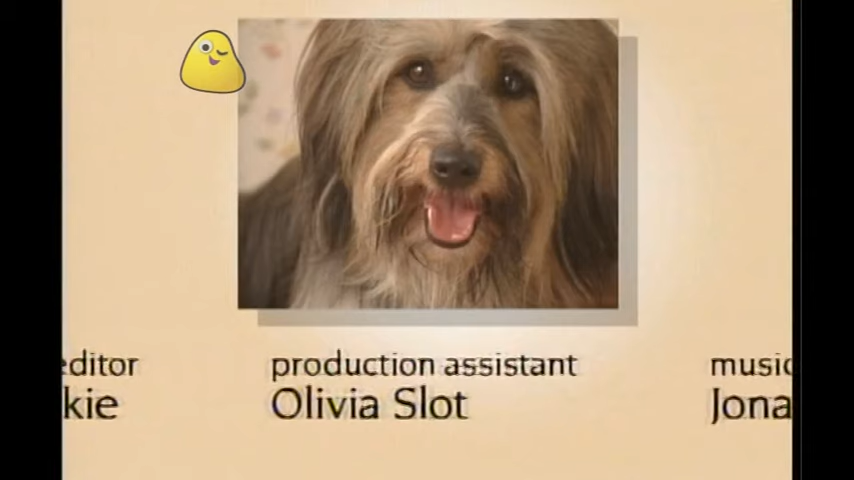 editor
kie
production assistant
Olivia Slot
music
Jona